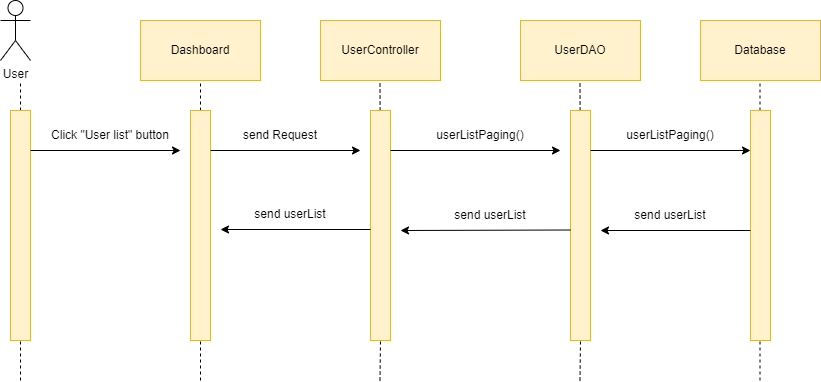 User
Dashboard
UserController
UserDAO
Database
Click "User list" button
send Request
userListPaging()
userListPaging()
send userList
send userList
send userList